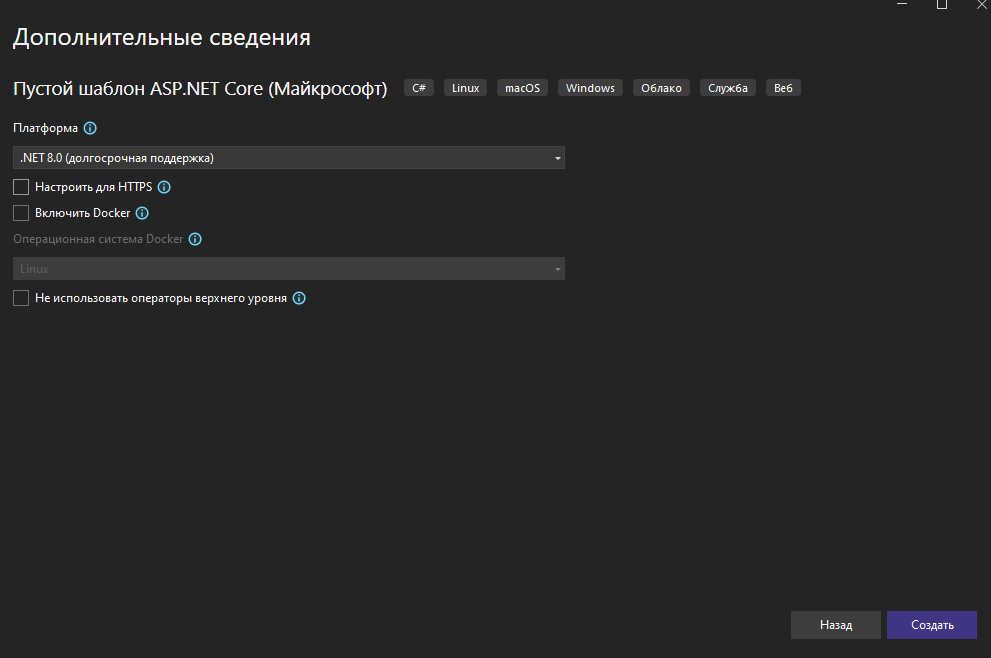 Дополнительные сведения
Пустой шаблон ASP.NET Core (Майкрософт) C# Linux macOS Windows Облако Служба Веб
Платформа
.NET 8.0 (долгосрочная поддержка)
Настроить для HTTPS
Включить Docker
Операционная система Docker
Linux
Не использовать операторы верхнего уровня
Назад Создать